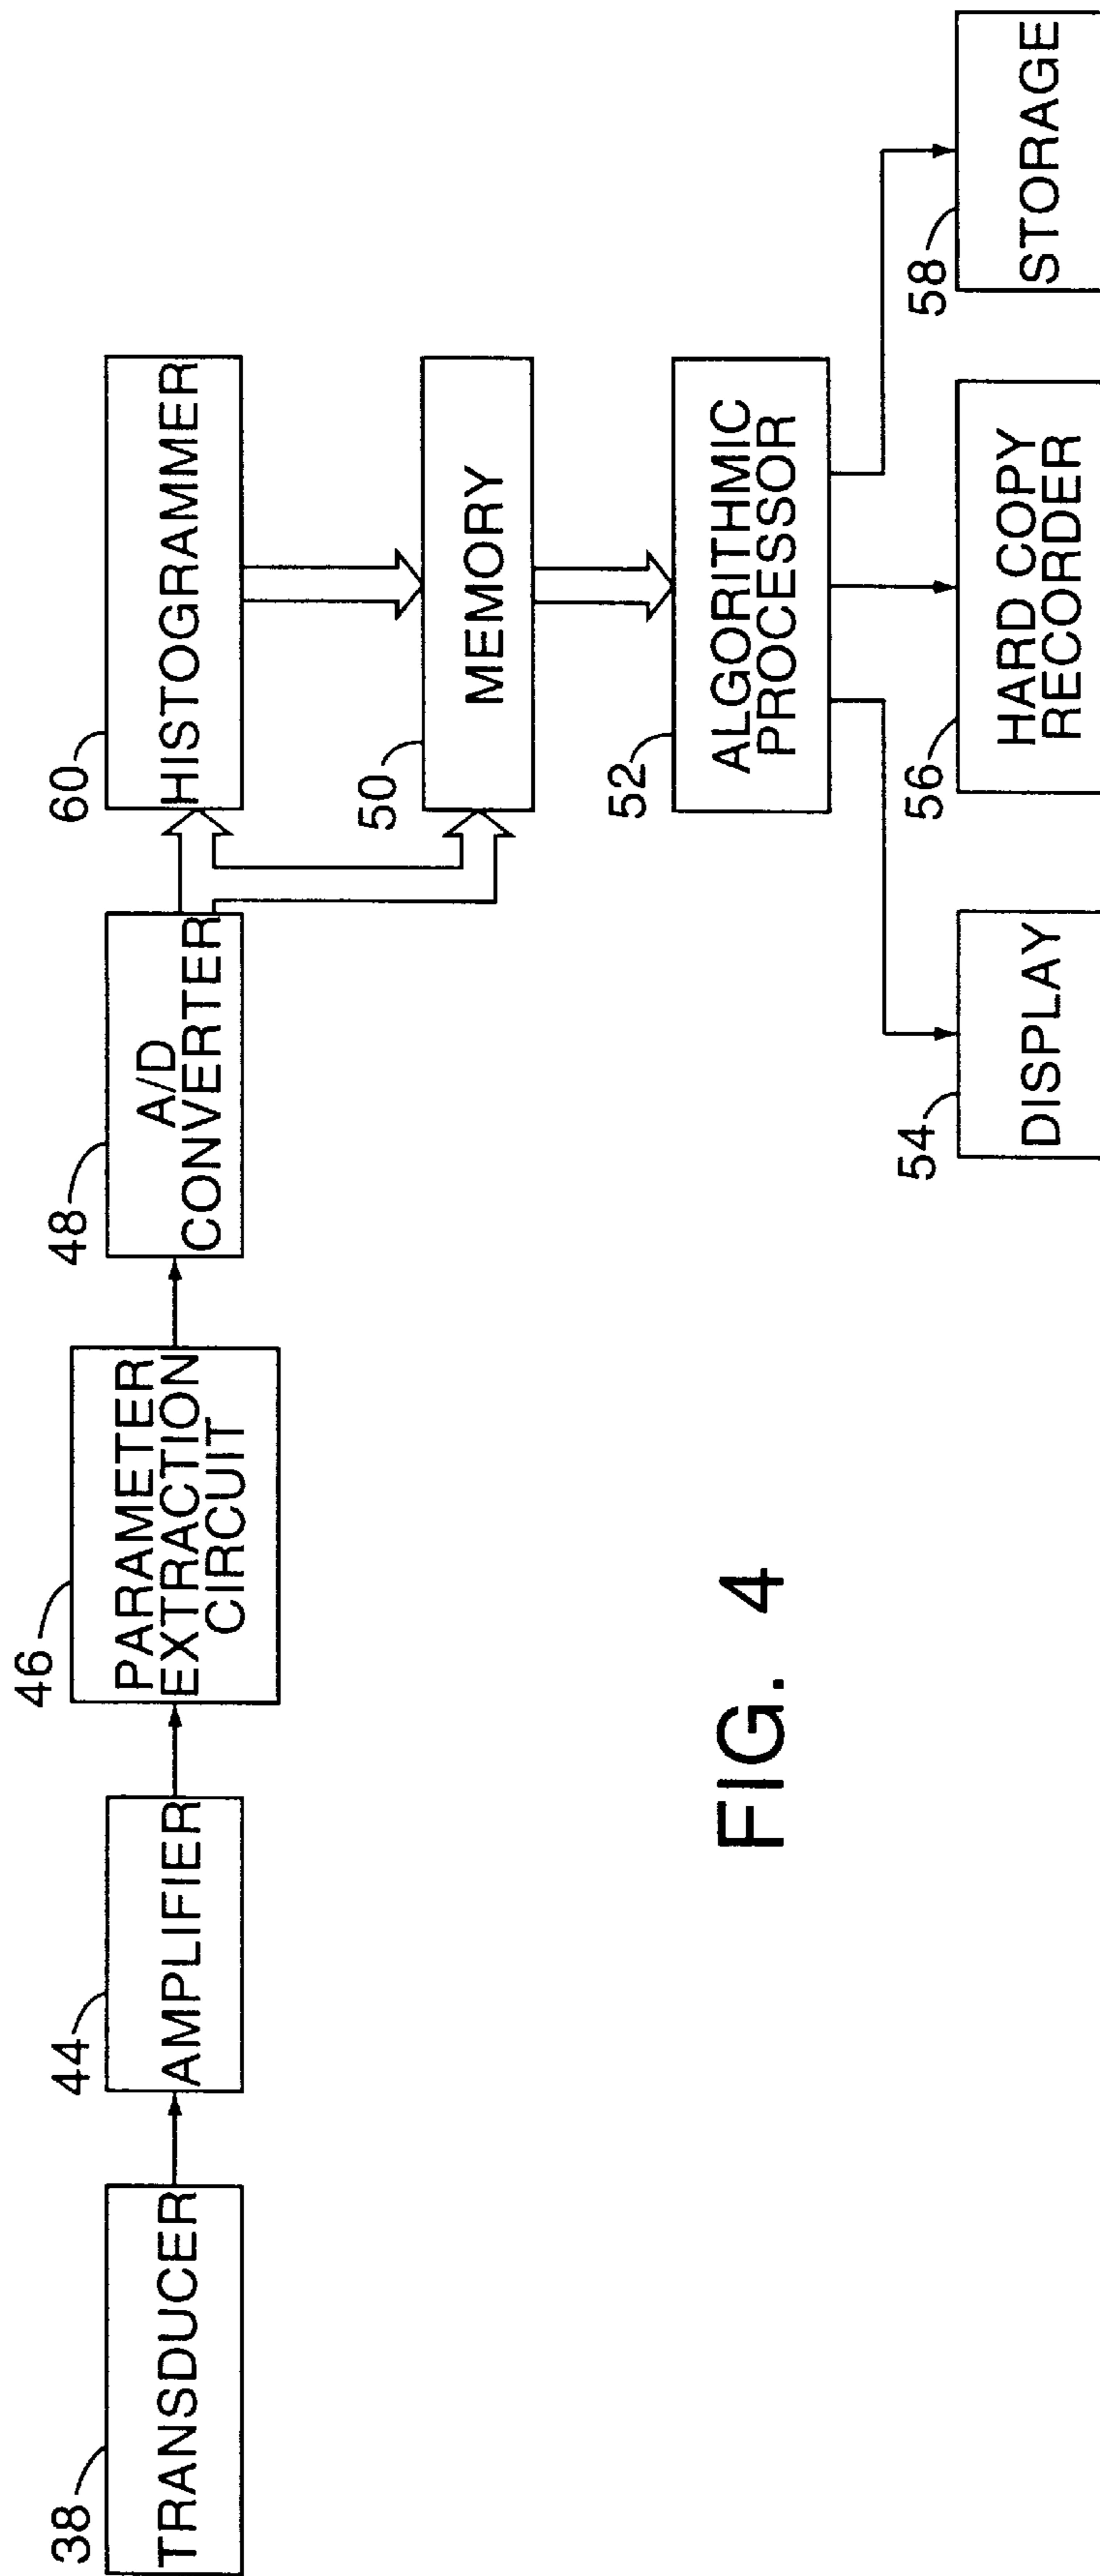 38
TRANSDUCER
44
AMPLIFIER
46
PARAMETER
EXTRACTION
CIRCUIT
48
A/D
CONVERTER
60
HISTOGRAMMER
50
MEMORY
52
ALGORITHMIC
PROCESSOR
54
DISPLAY
56
HARD COPY
RECORDER
58
STORAGE
FIG. 4